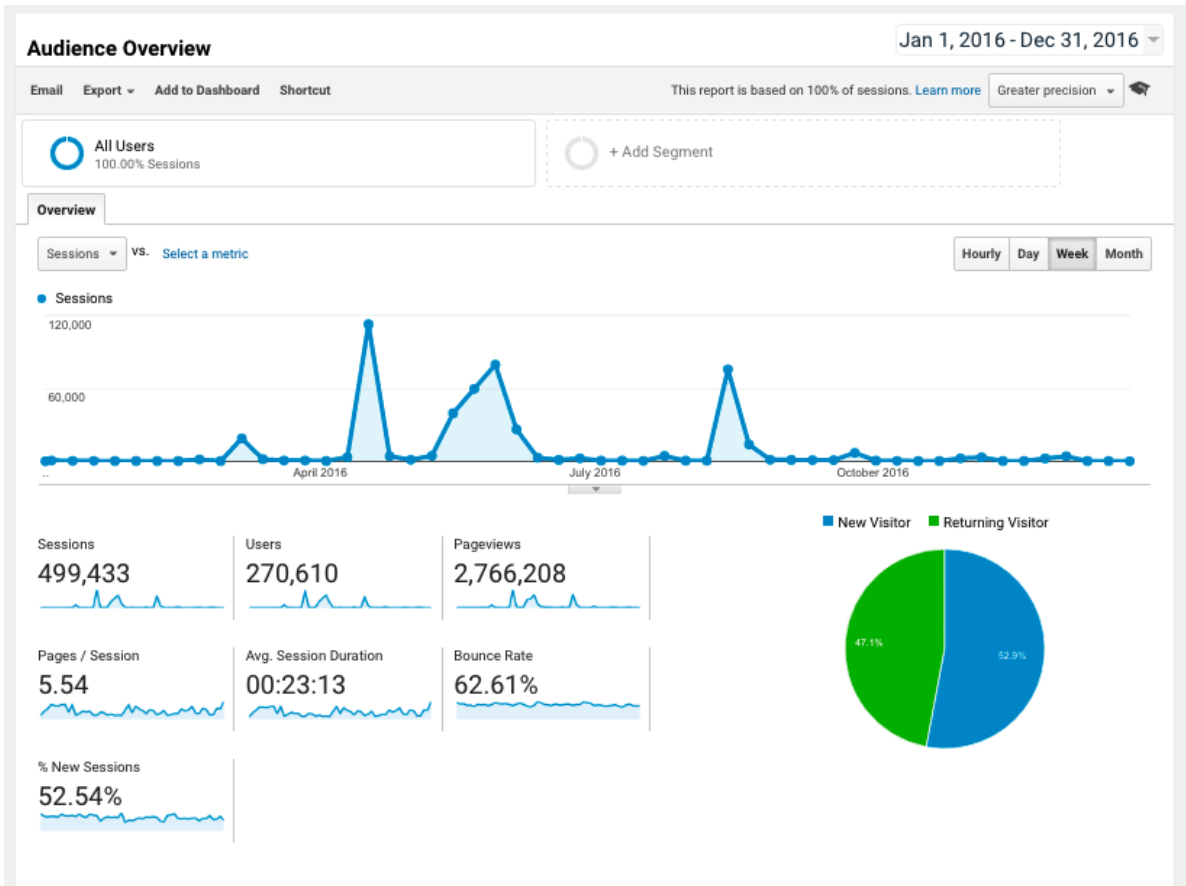 Audience Overview
Jan 1, 2016 - Dec 31, 2016
Email Export Add to Dashboard Shortcut
This report is based on 100% of sessions. Learn more Greater precision
All Users
100.00% Sessions
+ Add Segment
Overview
Sessions vs. Select a metric
Hourly Day Week Month
Sessions
120,000
60,000
.. April 2016 July 2016 October 2016
New Visitor Returning Visitor
Sessions
499,433
Users
270,610
Pageviews
2,766,208
Pages / Session
5.54
Avg. Session Duration
00:23:13
Bounce Rate
62.61%
% New Sessions
52.54%
47.1%
52.9%